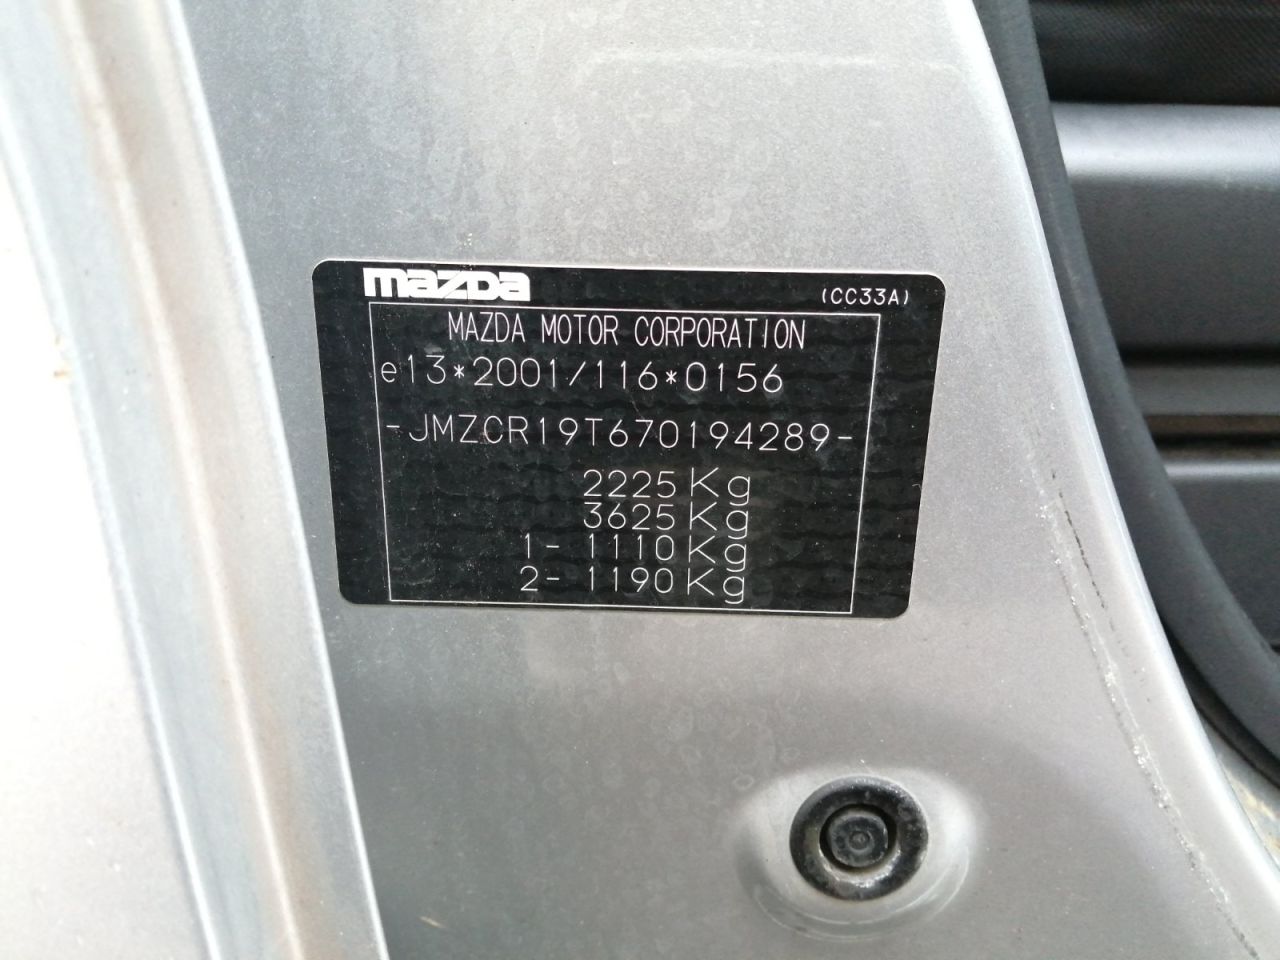 mazda
(CC33A)
MAZDA MOTOR CORPORATION
e13*2001/116*0156
-JMZCR19T670194289-
2225Kg
3625Kg
1- 1110Kg
2- 1190Kg